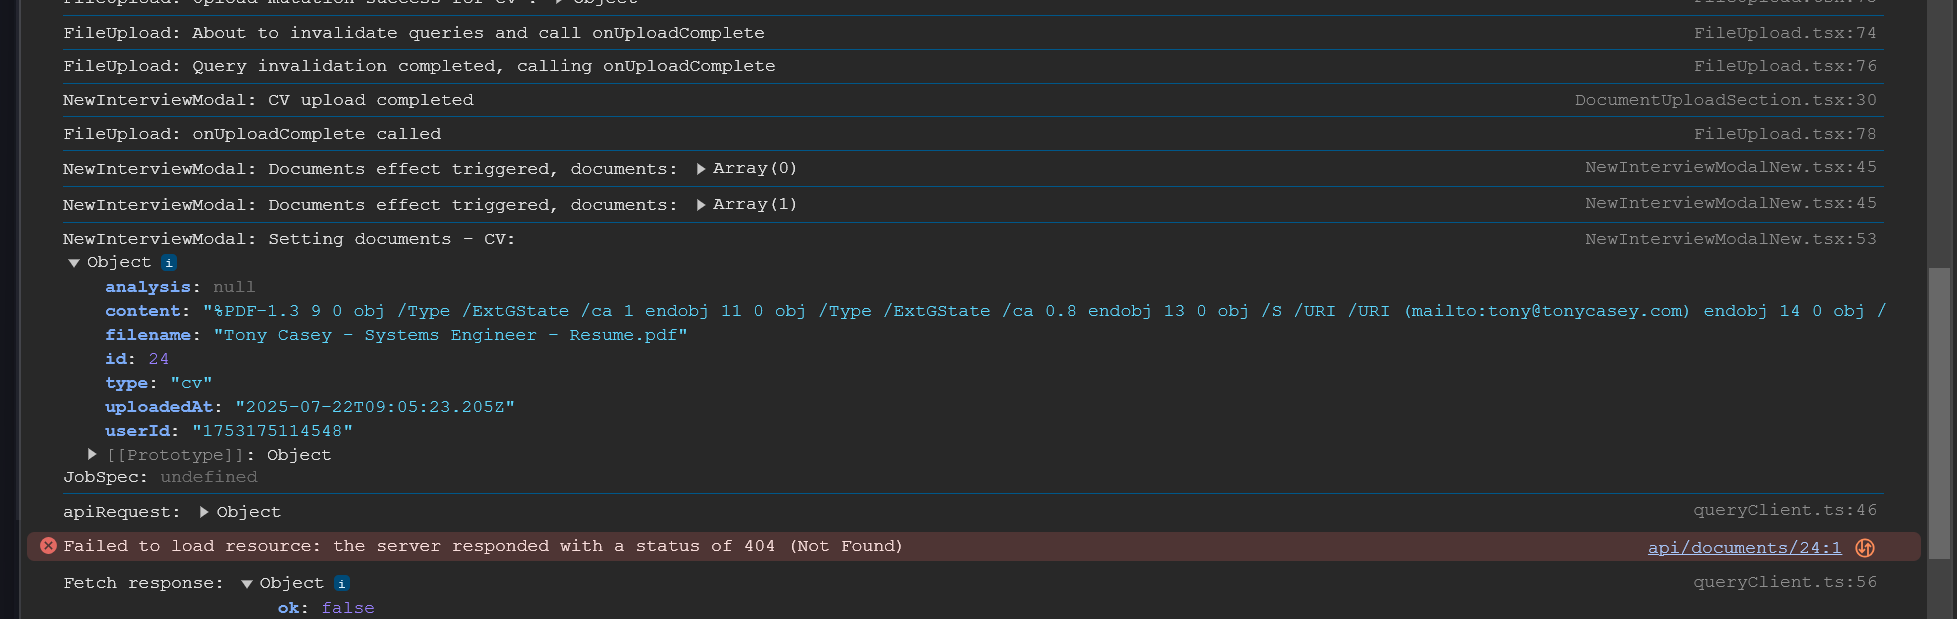 FileUpload: Upload mutation success for CV : ▶ Object
FileUpload: About to invalidate queries and call onUploadComplete FileUpload.tsx:74
FileUpload: Query invalidation completed, calling onUploadComplete FileUpload.tsx:76
NewInterviewModal: CV upload completed DocumentUploadSection.tsx:30
FileUpload: onUploadComplete called FileUpload.tsx:78
NewInterviewModal: Documents effect triggered, documents: ▶ Array(0) NewInterviewModalNew.tsx:45
NewInterviewModal: Documents effect triggered, documents: ▶ Array(1) NewInterviewModalNew.tsx:45
NewInterviewModal: Setting documents - CV: NewInterviewModalNew.tsx:53
▼ Object i
analysis: null
content: "%PDF-1.3 9 0 obj /Type /ExtGState /ca 1 endobj 11 0 obj /Type /ExtGState /ca 0.8 endobj 13 0 obj /S /URI /URI (mailto:tony@tonycasey.com) endobj 14 0 obj /
filename: "Tony Casey - Systems Engineer - Resume.pdf"
id: 24
type: "cv"
uploadedAt: "2025-07-22T09:05:23.205Z"
userId: "1753175114548"
▶ [[Prototype]]: Object
JobSpec: undefined
apiRequest: ▶ Object queryClient.ts:46
Failed to load resource: the server responded with a status of 404 (Not Found) api/documents/24:1
Fetch response: ▼ Object i queryClient.ts:56
ok: false